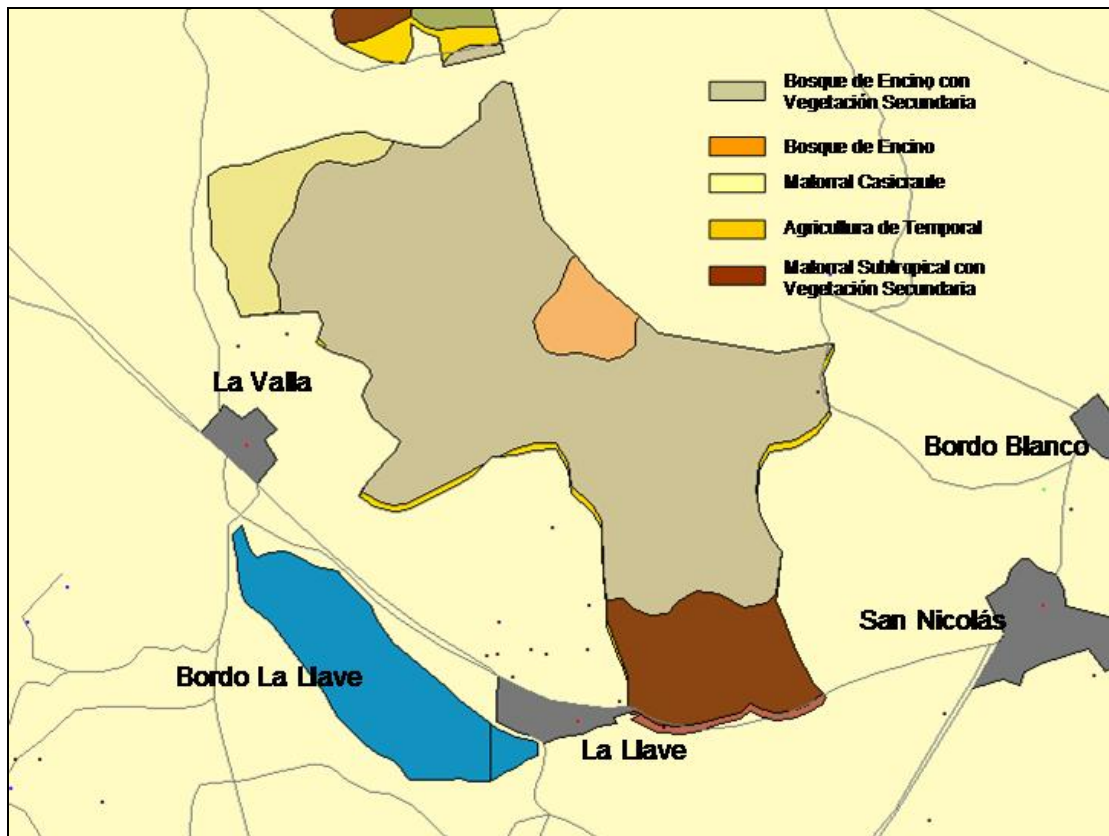 Bosque de Encino con
Vegetación Secundaria
Bosque de Encino
Matorral Casicraule
Agricultura de Temporal
Matorral Subtropical con
Vegetación Secundaria
La Valla
Bordo Blanco
San Nicolás
Bordo La Llave
La Llave